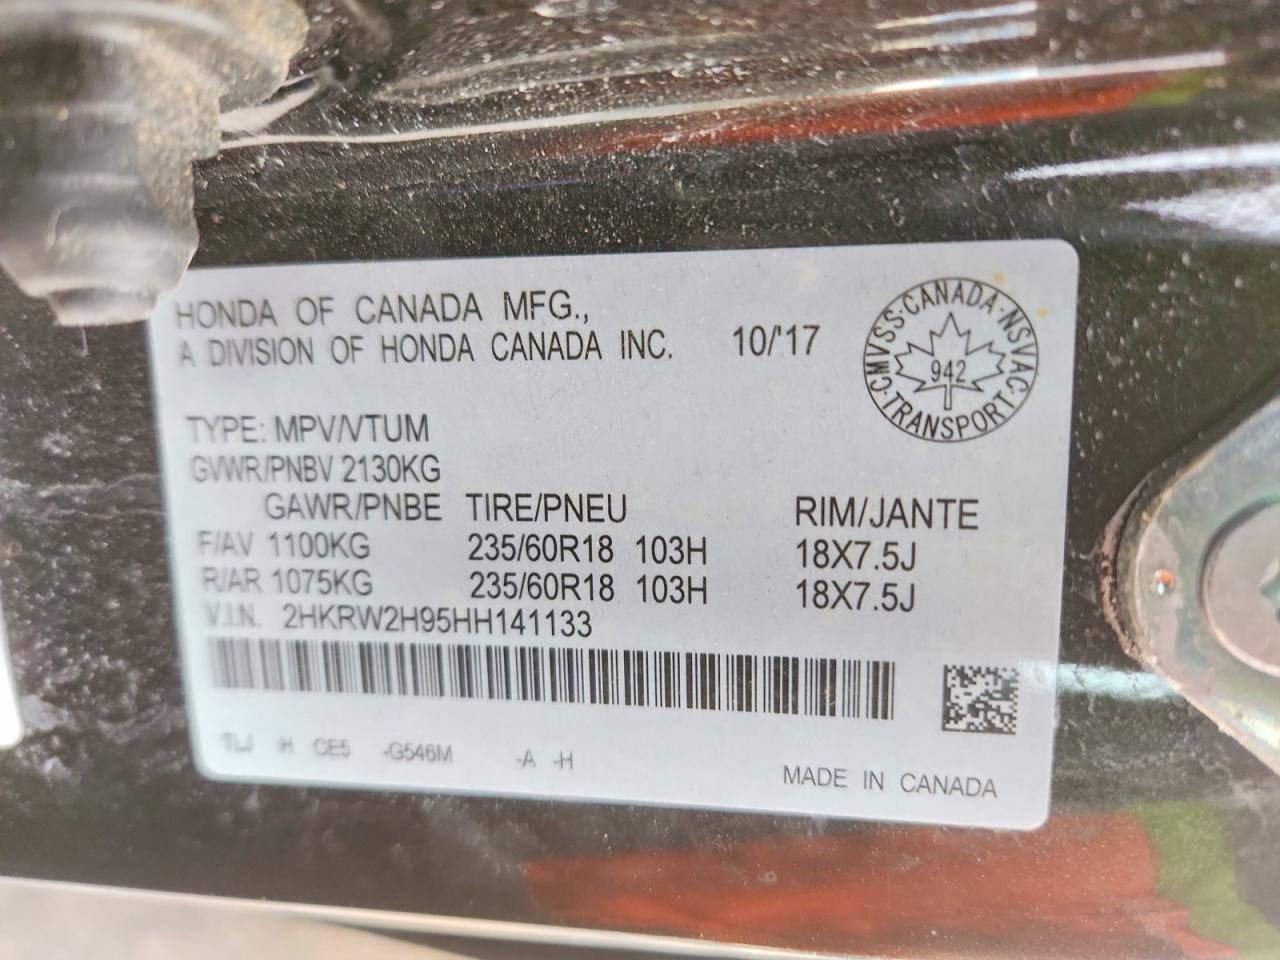 HONDA OF CANADA MFG.,
A DIVISION OF HONDA CANADA INC. 10/'17
CMVSS·CANADA·NSVAC·TRANSPORT·
942
TYPE: MPV/VTUM
GVWR/PNBV 2130KG
GAWR/PNBE TIRE/PNEU RIM/JANTE
F/AV 1100KG 235/60R18 103H 18X7.5J
R/AR 1075KG 235/60R18 103H 18X7.5J
V.I.N. 2HKRW2H95HH141133
TLJ H CE5 -G546M -A -H
MADE IN CANADA